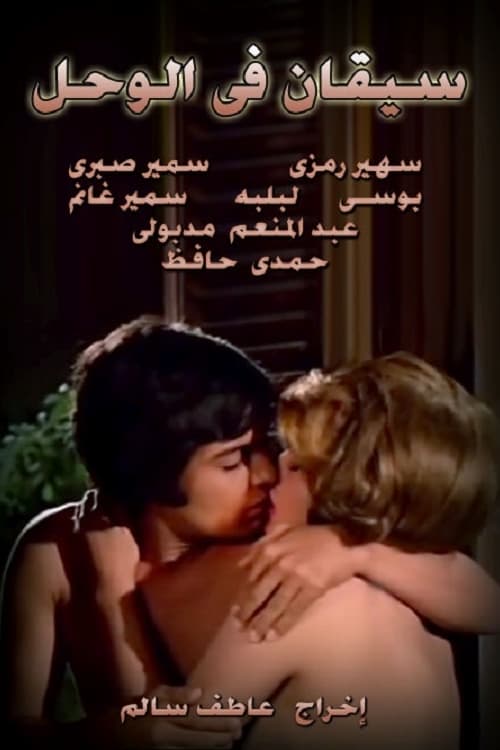 سيقان فى الوحل
سهير رمزى سمير صبرى
بوسى لبلبه سمير غانم
عبد المنعم مدبولى
حمدى حافظ
إخراج عاطف سالم